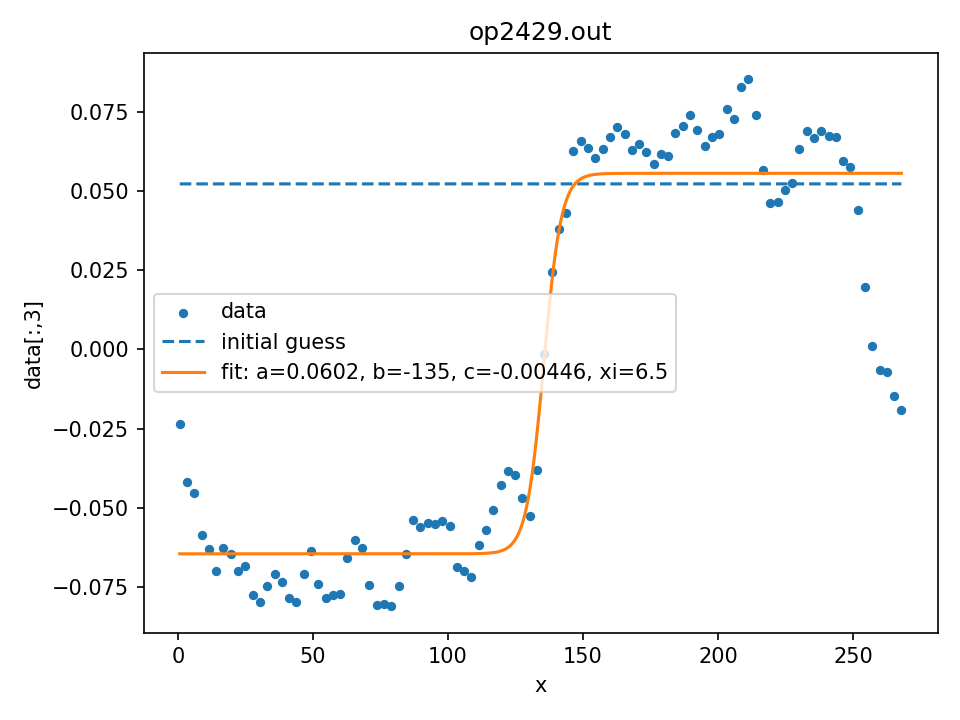 op2429.out
0.075
0.050
0.025
0.000
−0.025
−0.050
−0.075
data[:,3]
data
initial guess
fit: a=0.0602, b=-135, c=-0.00446, xi=6.5
0 50 100 150 200 250
x